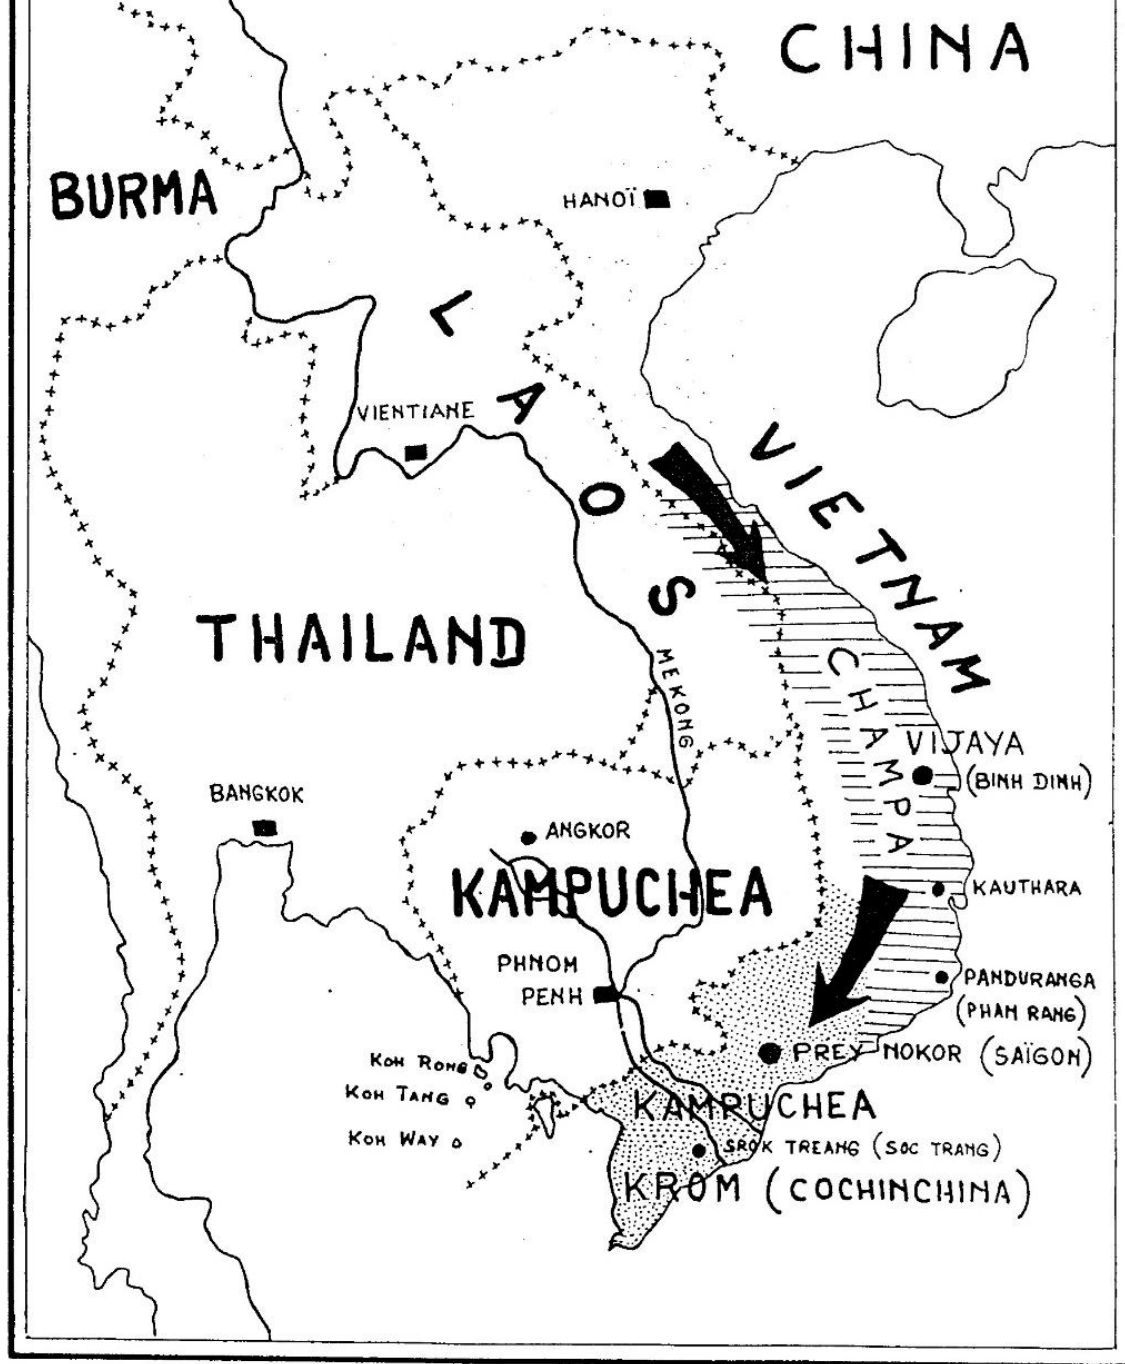 CHINA
BURMA
HANOÏ
LAOS
VIENTIANE
VIETNAM
THAILAND
MEKONG
CHAMPA
VIJAYA
(BINH DINH)
BANGKOK
ANGKOR
KAMPUCHEA
KAUTHARA
PHNOM
PENH
PANDURANGA
(PHAN RANG)
PREY NOKOR (SAÏGON)
KOH RONG
KOH TANG
KAMPUCHEA
KOH WAY
SROK TREANG (SOC TRANG)
KROM (COCHINCHINA)